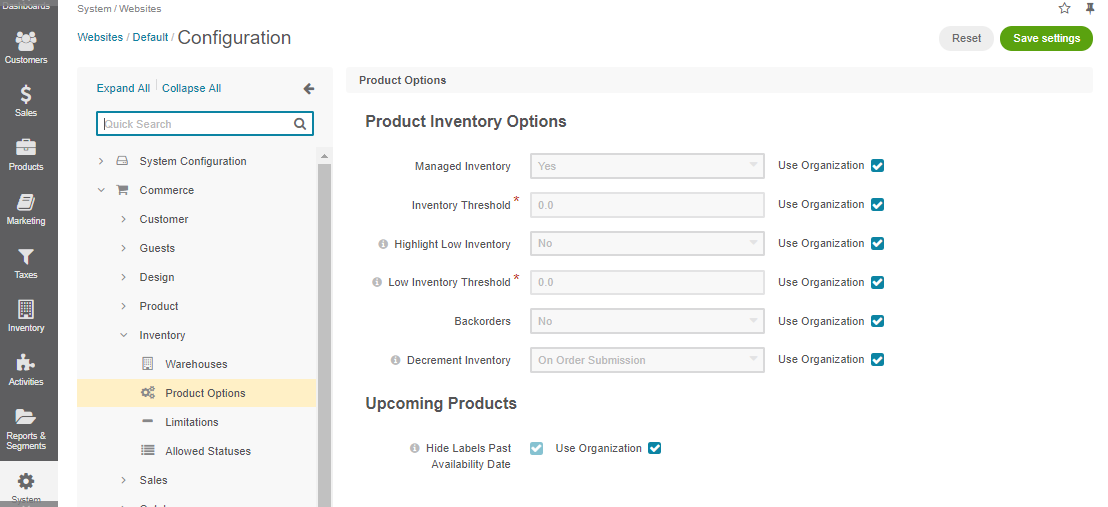 Dashboards
Customers
Sales
Products
Marketing
Taxes
Inventory
Activities
Reports &
Segments
System
System / Websites
Websites / Default / Configuration
Reset
Save settings
Expand All
Collapse All
Quick Search
System Configuration
Commerce
Customer
Guests
Design
Product
Inventory
Warehouses
Product Options
Limitations
Allowed Statuses
Sales
Product Options
Product Inventory Options
Managed Inventory Yes Use Organization
Inventory Threshold * 0.0 Use Organization
Highlight Low Inventory No Use Organization
Low Inventory Threshold * 0.0 Use Organization
Backorders No Use Organization
Decrement Inventory On Order Submission Use Organization
Upcoming Products
Hide Labels Past Use Organization
Availability Date